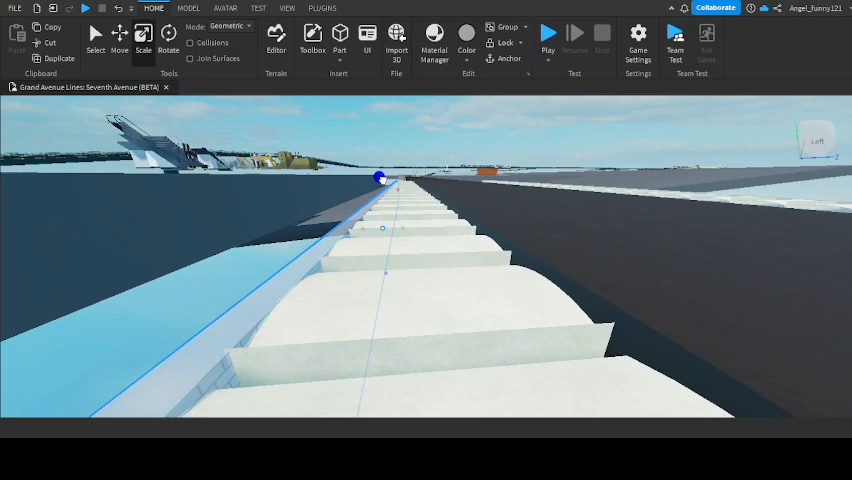 FILE HOME MODEL AVATAR TEST VIEW PLUGINS Collaborate Angel_funny121
Paste Copy Cut Duplicate Select Move Scale Rotate Mode: Geometric Collisions Join Surfaces Editor Toolbox Part UI Import 3D Material Manager Color Group Lock Anchor Play Resume Stop Game Settings Team Test Exit Game
Clipboard Tools Terrain Insert File Edit Test Settings Team Test
Grand Avenue Lines: Seventh Avenue (BETA)
Left
Z